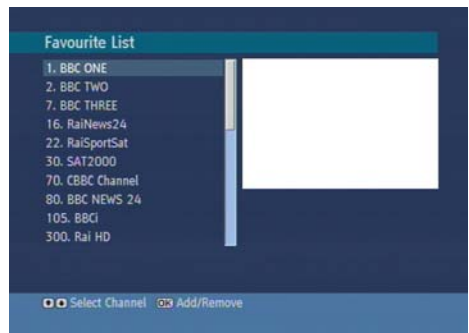 Favourite List
1. BBC ONE
2. BBC TWO
7. BBC THREE
16. RaiNews24
22. RaiSportSat
30. SAT2000
70. CBBC Channel
80. BBC NEWS 24
105. BBCi
300. Rai HD
Select Channel OK Add/Remove